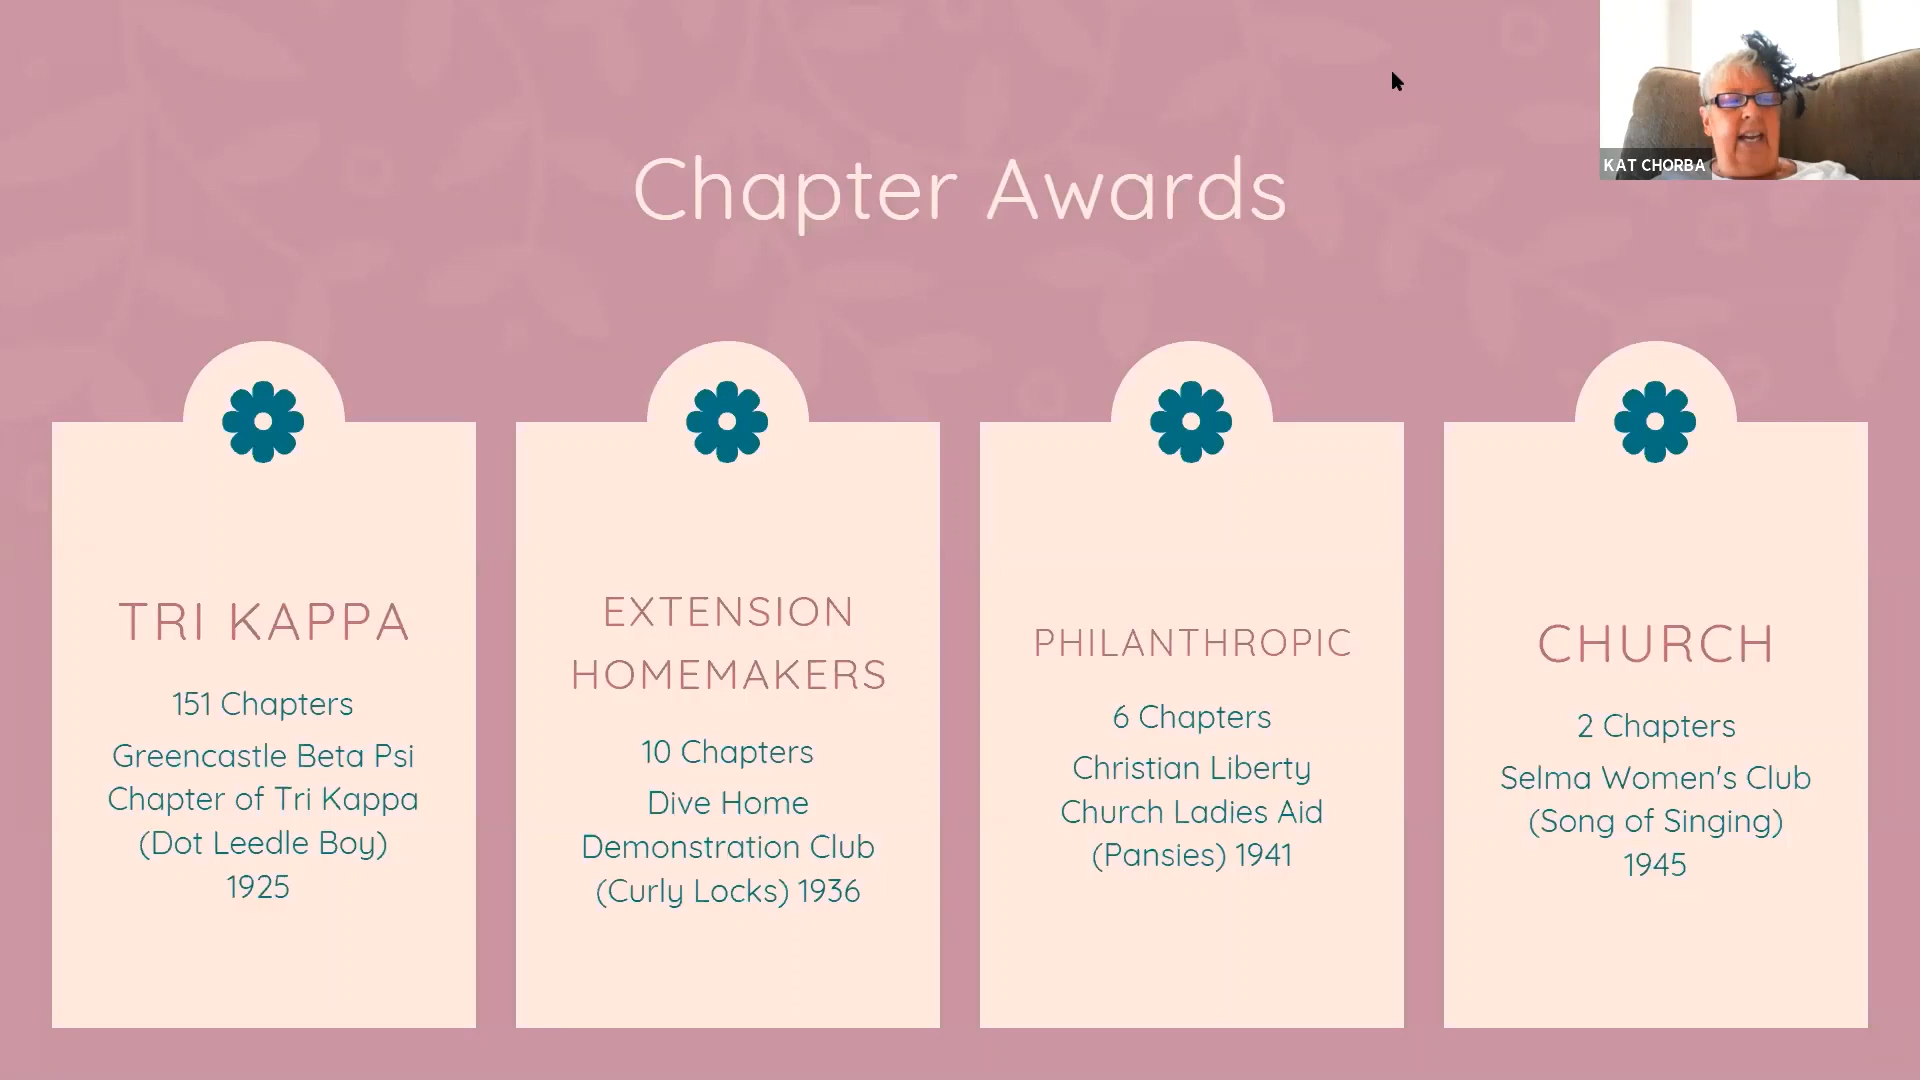 Chapter Awards
KAT CHORBA
TRI KAPPA
151 Chapters
Greencastle Beta Psi
Chapter of Tri Kappa
(Dot Leedle Boy)
1925
EXTENSION
HOMEMAKERS
10 Chapters
Dive Home
Demonstration Club
(Curly Locks) 1936
PHILANTHROPIC
6 Chapters
Christian Liberty
Church Ladies Aid
(Pansies) 1941
CHURCH
2 Chapters
Selma Women's Club
(Song of Singing)
1945